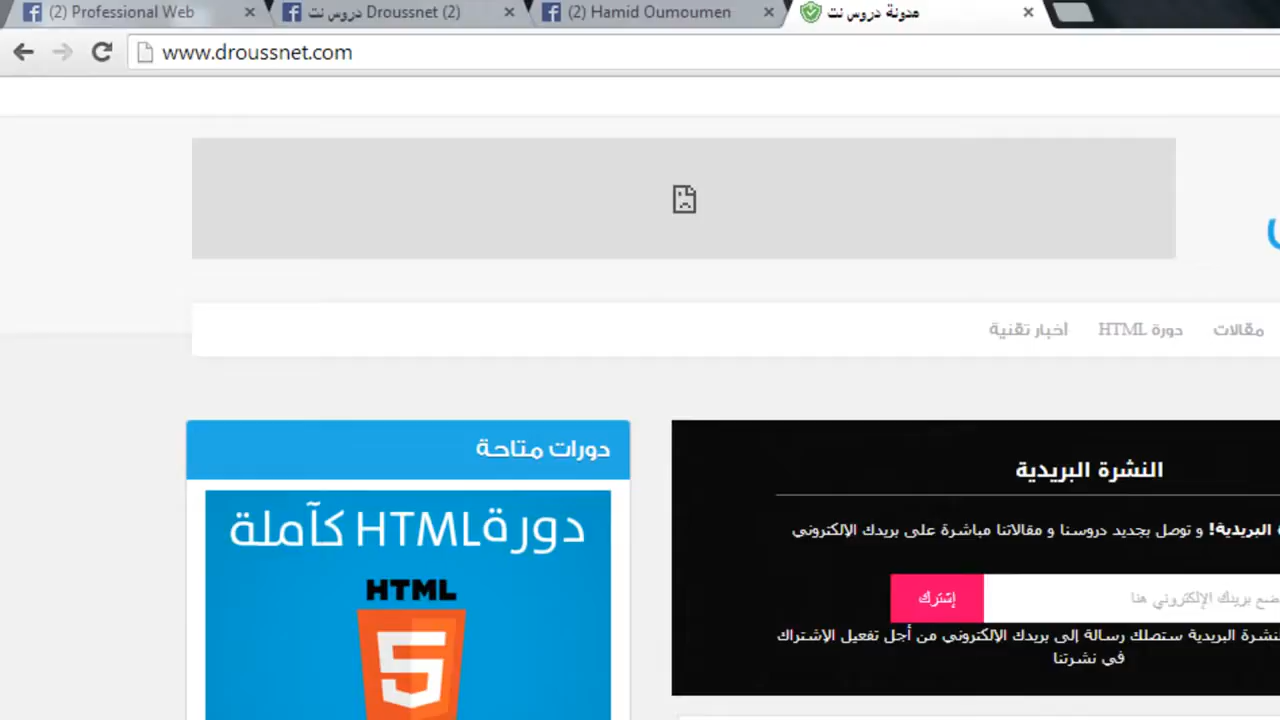 (2) Professional Web
دروس نت Droussnet (2)
(2) Hamid Oumoumen
مدونة دروس نت
www.droussnet.com
مقالات
دورة HTML
أخبار تقنية
دورات متاحة
دورة HTML كآملة
HTML
5
النشرة البريدية
البريدية! و توصل بجديد دروسنا و مقالاتنا مباشرة على بريدك الإلكتروني
ضع بريدك الإلكتروني هنا
إشترك
النشرة البريدية ستصلك رسالة إلى بريدك الإلكتروني من أجل تفعيل الإشتراك
في نشرتنا